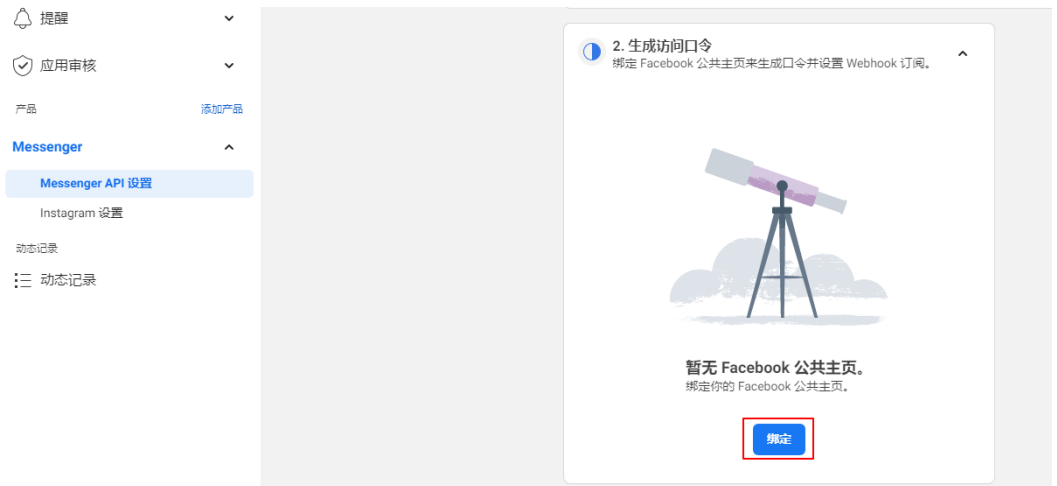 提醒
应用审核
产品
添加产品
Messenger
Messenger API 设置
Instagram 设置
动态记录
动态记录
2. 生成访问口令
绑定 Facebook 公共主页来生成口令并设置 Webhook 订阅。
暂无 Facebook 公共主页。
绑定你的 Facebook 公共主页。
绑定